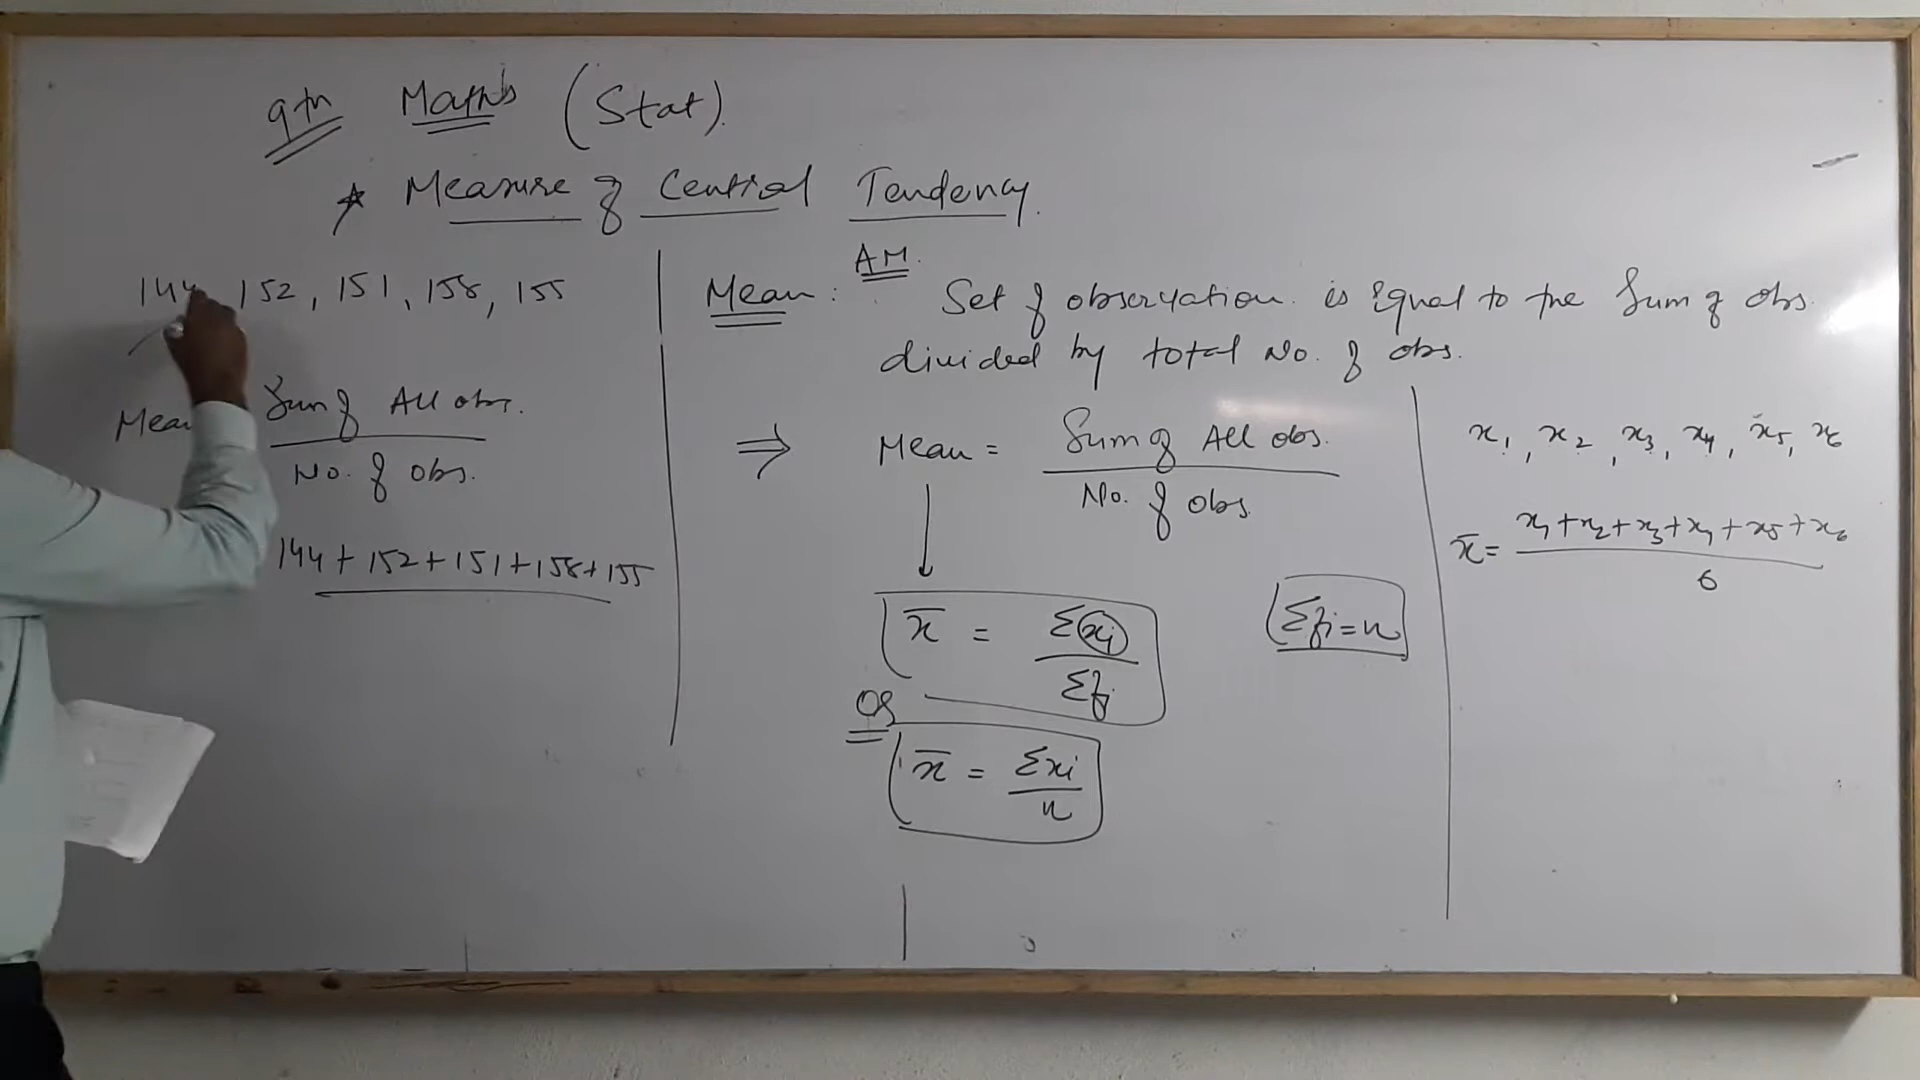 9th Maths (Stat).
* Measure of Central Tendency.
144, 152, 151, 158, 155
Mea Sum of All obs.
No. of obs.
144 + 152 + 151 + 158 + 155
AM.
Mean : Set of observation. is Equal to the Sum of obs.
divided by total No. of obs.
⇒ Mean = Sum of All obs.
No. of obs.
x̄ = Σxi
Σfi
Σfi = n
OR
x̄ = Σxi
n
x1, x2, x3, x4, x5, x6
x̄ = x1 + x2 + x3 + x4 + x5 + x6
6